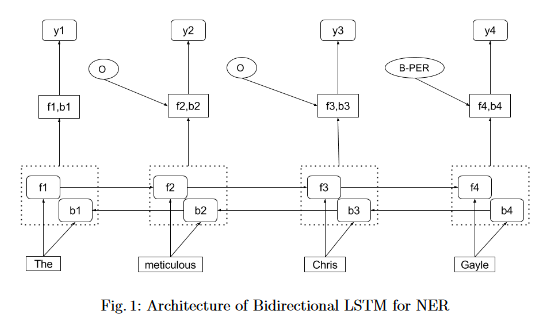 y1 y2 y3 y4
O O B-PER
f1,b1 f2,b2 f3,b3 f4,b4
f1 f2 f3 f4
b1 b2 b3 b4
The meticulous Chris Gayle
Fig. 1: Architecture of Bidirectional LSTM for NER